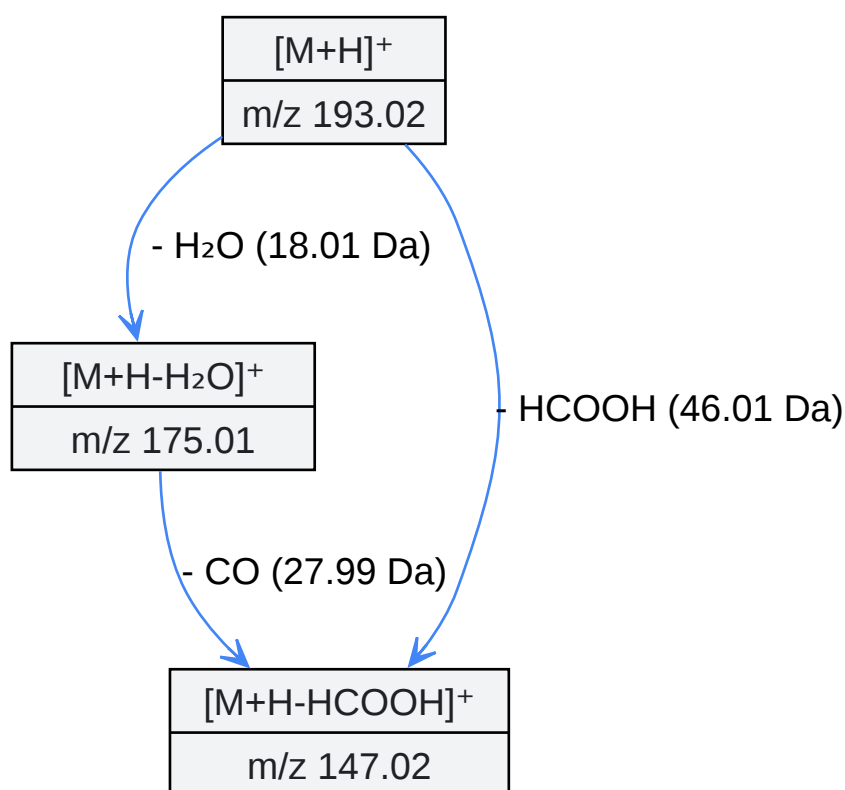 [M+H]⁺
m/z 193.02
- H₂O (18.01 Da)
[M+H-H₂O]⁺
m/z 175.01
- HCOOH (46.01 Da)
- CO (27.99 Da)
[M+H-HCOOH]⁺
m/z 147.02